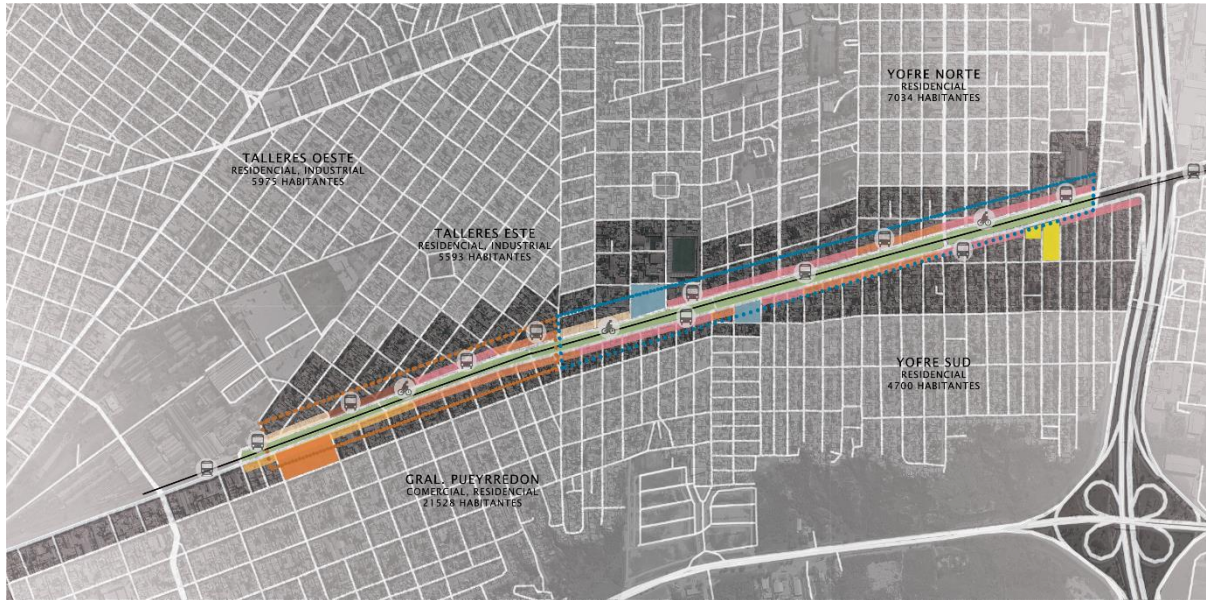 YOFRE NORTE
RESIDENCIAL
7034 HABITANTES
TALLERES OESTE
RESIDENCIAL, INDUSTRIAL
5975 HABITANTES
TALLERES ESTE
RESIDENCIAL, INDUSTRIAL
5593 HABITANTES
YOFRE SUD
RESIDENCIAL
4700 HABITANTES
GRAL. PUEYRREDON
COMERCIAL, RESIDENCIAL
21528 HABITANTES